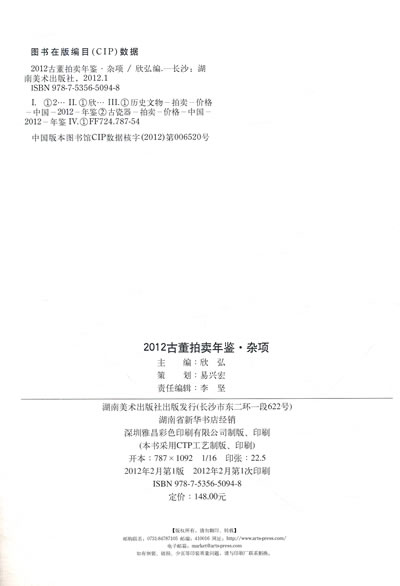 图书在版编目(CIP)数据
2012古董拍卖年鉴·杂项 / 欣弘编.—长沙：湖
南美术出版社，2012.1
ISBN 978-7-5356-5094-8
Ⅰ. ①2… Ⅱ.①欣… Ⅲ.①历史文物－拍卖－价格
－中国－2012－年鉴②古瓷器－拍卖－价格－中国－
2012－年鉴 Ⅳ.①FF724.787-54
中国版本图书馆CIP数据核字(2012)第006520号
2012古董拍卖年鉴·杂项
主 编：欣 弘
策 划：易兴宏
责任编辑：李 坚
湖南美术出版社出版发行(长沙市东二环一段622号)
湖南省新华书店经销
深圳雅昌彩色印刷有限公司制版、印刷
(本书采用CTP工艺制版、印刷)
开本：787×1092 1/16 印张：22.5
2012年2月第1版 2012年2月第1次印刷
ISBN 978-7-5356-5094-8
定价：148.00元
【版权所有，请勿翻印、转载】
邮购联系：0731-84787105 邮编：410016 网址：http://www.arts-press.com/
电子邮箱：market@arts-press.com
如有倒装、破损、少页等印装质量问题，请与印刷厂联系斢换。